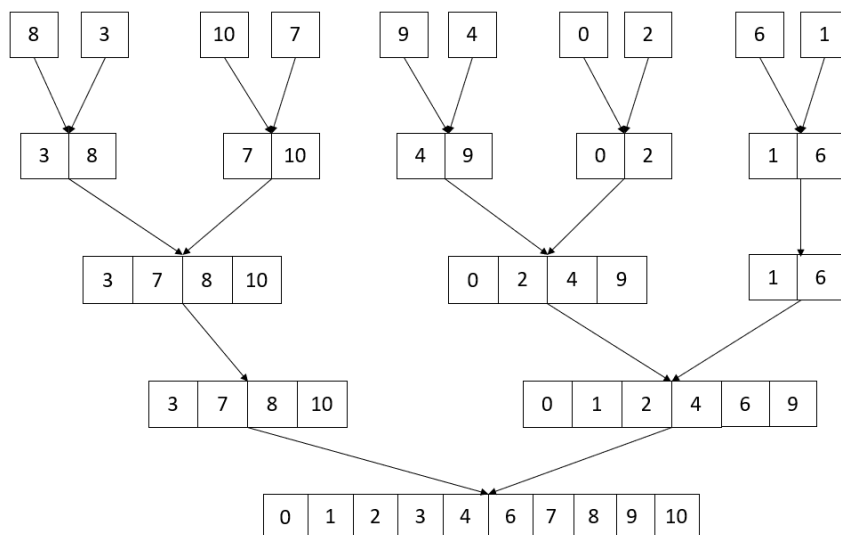 8 3 10 7 9 4 0 2 6 1
3 8 7 10 4 9 0 2 1 6
3 7 8 10 0 2 4 9 1 6
3 7 8 10 0 1 2 4 6 9
0 1 2 3 4 6 7 8 9 10